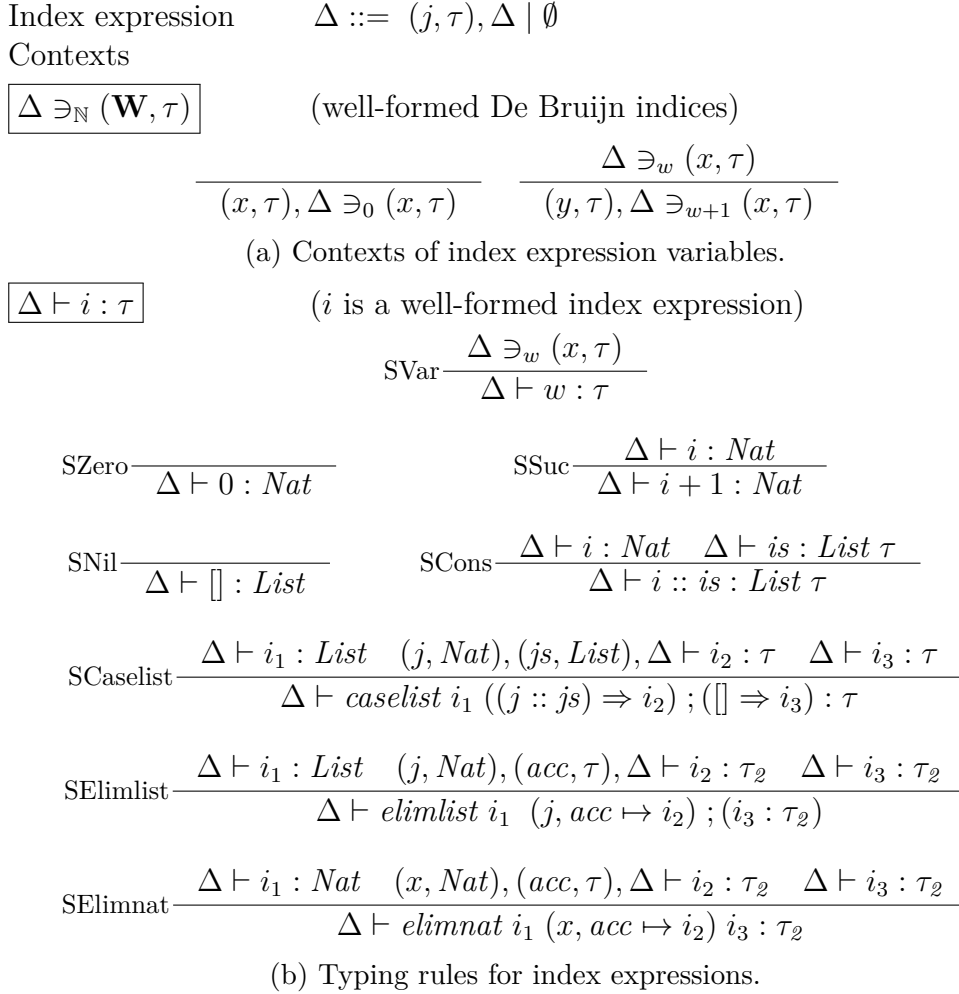 Index expression Δ ::= (j, τ), Δ | ∅
Contexts
Δ ∋_ℕ (𝐖, τ) (well-formed De Bruijn indices)
Δ ∋_w (x, τ)
(x, τ), Δ ∋_0 (x, τ) (y, τ), Δ ∋_{w+1} (x, τ)
(a) Contexts of index expression variables.
Δ ⊢ i : τ (i is a well-formed index expression)
Δ ∋_w (x, τ)
SVar
Δ ⊢ w : τ
Δ ⊢ i : Nat
SZero SSuc
Δ ⊢ 0 : Nat Δ ⊢ i + 1 : Nat
Δ ⊢ i : Nat Δ ⊢ is : List τ
SNil SCons
Δ ⊢ [] : List Δ ⊢ i :: is : List τ
Δ ⊢ i₁ : List (j, Nat), (js, List), Δ ⊢ i₂ : τ Δ ⊢ i₃ : τ
SCaselist
Δ ⊢ caselist i₁ ((j :: js) ⇒ i₂) ; ([] ⇒ i₃) : τ
Δ ⊢ i₁ : List (j, Nat), (acc, τ), Δ ⊢ i₂ : τ₂ Δ ⊢ i₃ : τ₂
SElimlist
Δ ⊢ elimlist i₁ (j, acc ↦ i₂) ; (i₃ : τ₂)
Δ ⊢ i₁ : Nat (x, Nat), (acc, τ), Δ ⊢ i₂ : τ₂ Δ ⊢ i₃ : τ₂
SElimnat
Δ ⊢ elimnat i₁ (x, acc ↦ i₂) i₃ : τ₂
(b) Typing rules for index expressions.